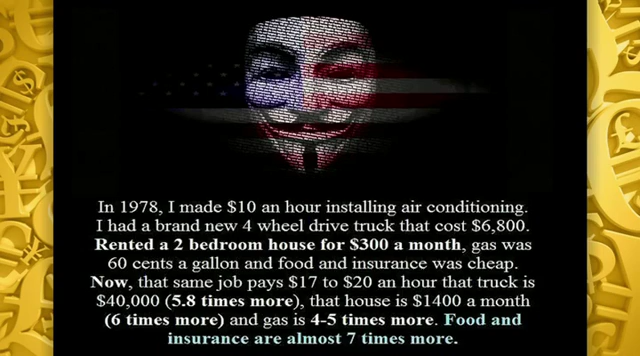 In 1978, I made $10 an hour installing air conditioning.
I had a brand new 4 wheel drive truck that cost $6,800.
Rented a 2 bedroom house for $300 a month, gas was
60 cents a gallon and food and insurance was cheap.
Now, that same job pays $17 to $20 an hour that truck is
$40,000 (5.8 times more), that house is $1400 a month
(6 times more) and gas is 4-5 times more. Food and
insurance are almost 7 times more.